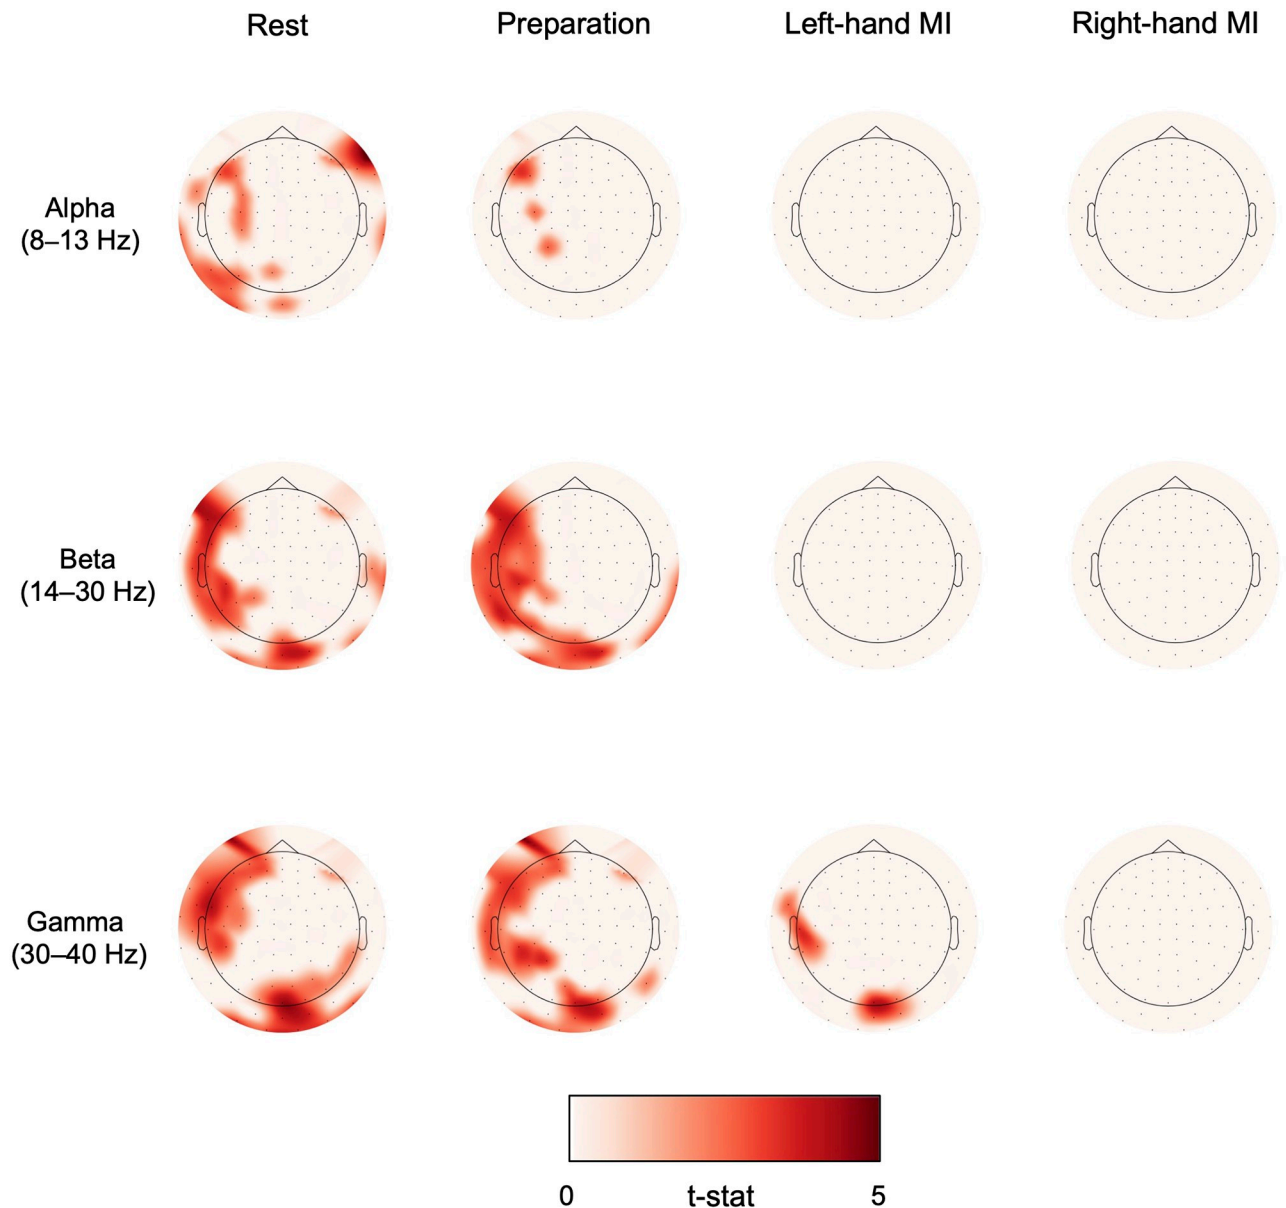 Rest Preparation Left-hand MI Right-hand MI
Alpha
(8–13 Hz)
Beta
(14–30 Hz)
Gamma
(30–40 Hz)
0 t-stat 5